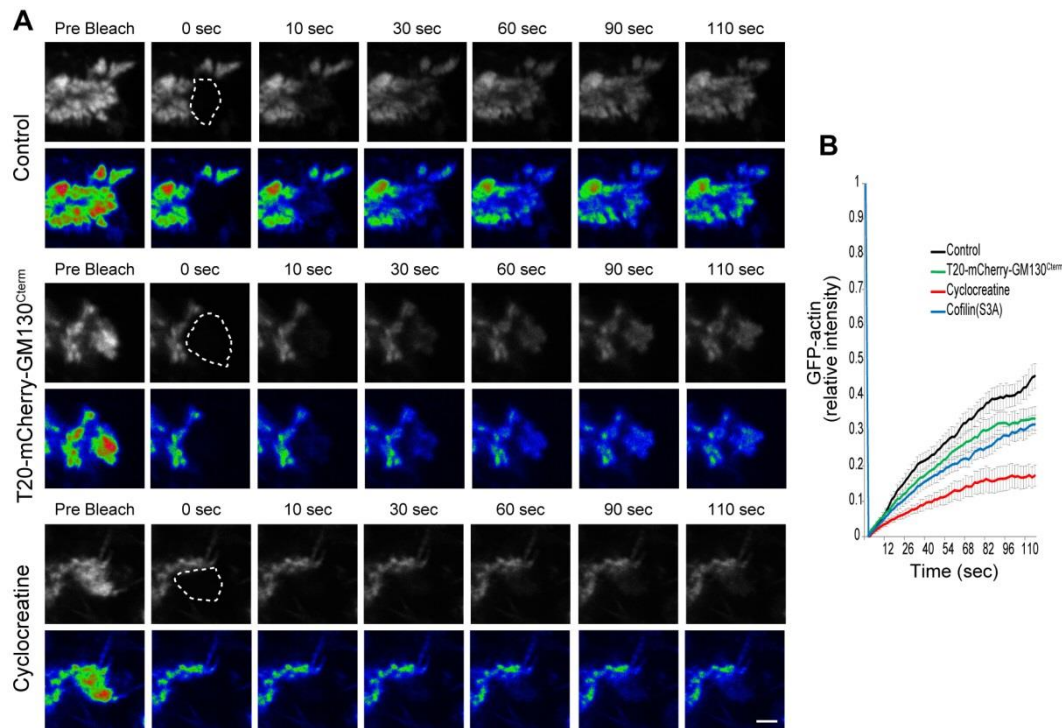 A
Pre Bleach 0 sec 10 sec 30 sec 60 sec 90 sec 110 sec
Control
Pre Bleach 0 sec 10 sec 30 sec 60 sec 90 sec 110 sec
T20-mCherry-GM130Cterm
Pre Bleach 0 sec 10 sec 30 sec 60 sec 90 sec 110 sec
Cyclocreatine
B
GFP-actin
(relative intensity)
1
0.9
0.8
0.7
0.6
0.5
0.4
0.3
0.2
0.1
0
Control
T20-mCherry-GM130Cterm
Cyclocreatine
Cofilin(S3A)
12 26 40 54 68 82 96 110
Time (sec)